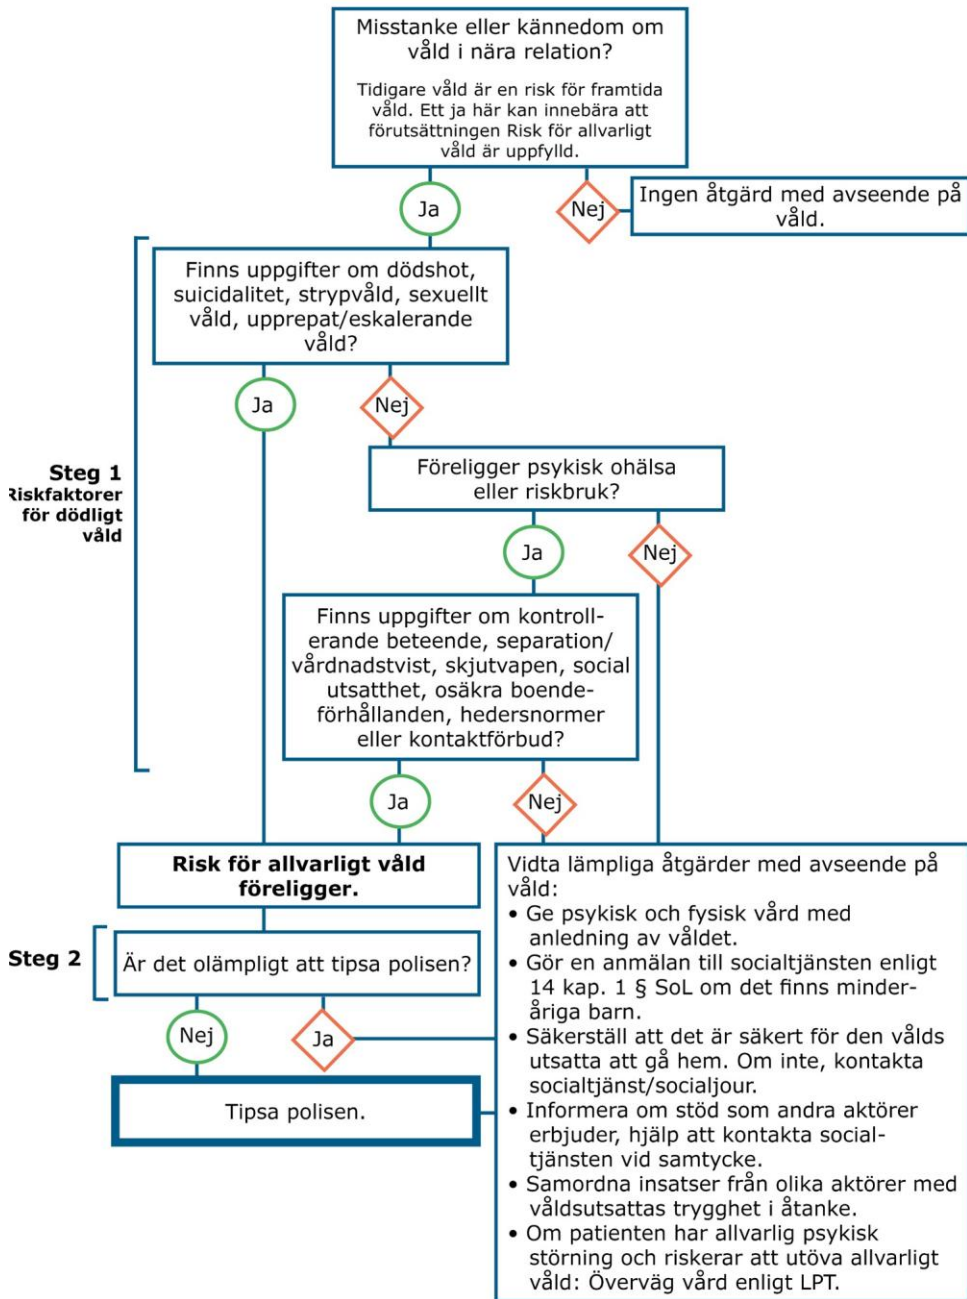 Misstanke eller kännedom om
våld i nära relation?
Tidigare våld är en risk för framtida
våld. Ett ja här kan innebära att
förutsättningen Risk för allvarligt
våld är uppfylld.
Ja
Nej
Ingen åtgärd med avseende på
våld.
Finns uppgifter om dödshot,
suicidalitet, strypvåld, sexuellt
våld, upprepat/eskalerande
våld?
Ja
Nej
Steg 1
Riskfaktorer
för dödligt
våld
Föreligger psykisk ohälsa
eller riskbruk?
Ja
Nej
Finns uppgifter om kontroll-
erande beteende, separation/
vårdnadstvist, skjutvapen, social
utsatthet, osäkra boende-
förhållanden, hedersnormer
eller kontaktförbud?
Ja
Nej
Risk för allvarligt våld
föreligger.
Steg 2
Är det olämpligt att tipsa polisen?
Nej
Ja
Tipsa polisen.
Vidta lämpliga åtgärder med avseende på
våld:
• Ge psykisk och fysisk vård med
anledning av våldet.
• Gör en anmälan till socialtjänsten enligt
14 kap. 1 § SoL om det finns minder-
åriga barn.
• Säkerställ att det är säkert för den vålds
utsatta att gå hem. Om inte, kontakta
socialtjänst/socialjour.
• Informera om stöd som andra aktörer
erbjuder, hjälp att kontakta social-
tjänsten vid samtycke.
• Samordna insatser från olika aktörer med
våldsutsattas trygghet i åtanke.
• Om patienten har allvarlig psykisk
störning och riskerar att utöva allvarligt
våld: Överväg vård enligt LPT.